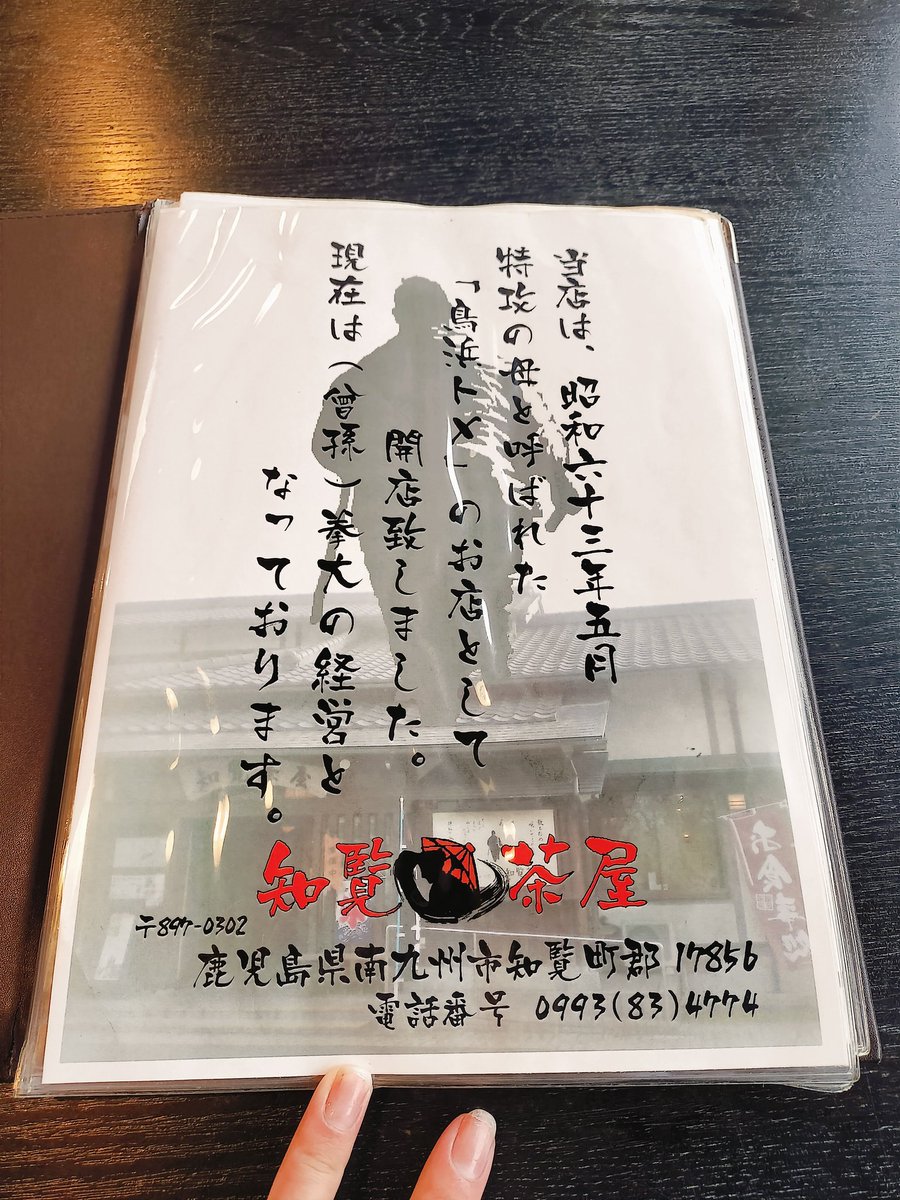 当店は、昭和六十三年五月
特攻の母と呼ばれた
「鳥浜トメ」のお店として
開店致しました。
現在は(曾孫)拳大の経営と
なっております。
知覧茶屋
〒897-0302
鹿児島県南九州市知覧町郡17856
電話番号 0993(83)4774
お食事処